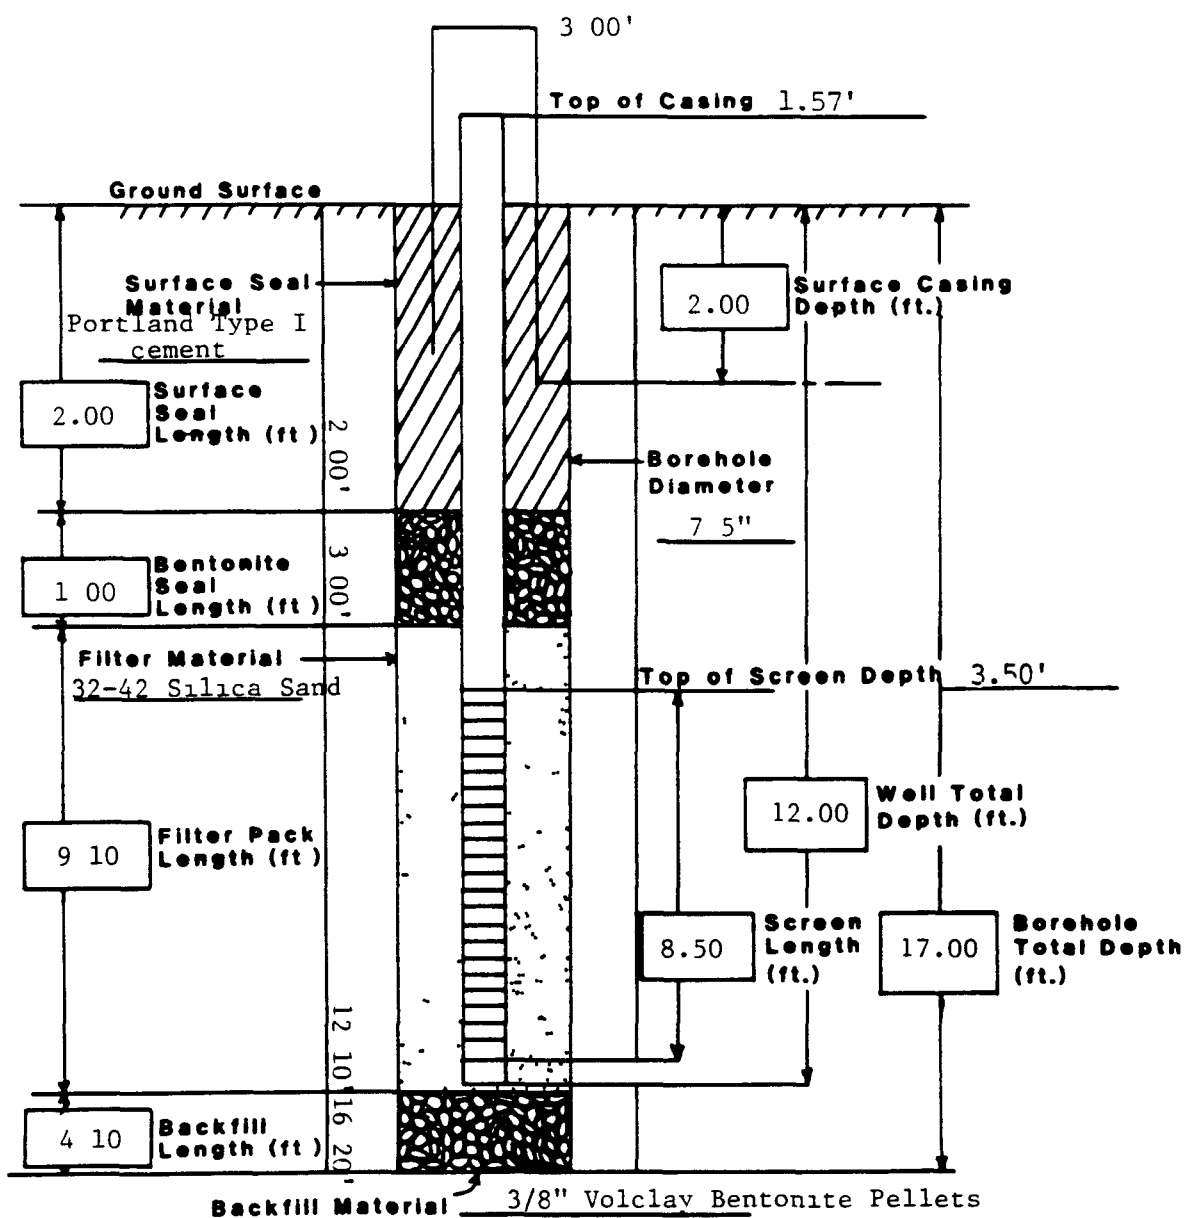 3 00'
Top of Casing 1.57'
Ground Surface
Surface Seal
Material
Portland Type I
cement
2.00
Surface Casing
Depth (ft.)
2.00
Surface
Seal
Length (ft )
2 00'
Borehole
Diameter
7 5"
1 00
Bentonite
Seal
Length (ft )
3 00'
Filter Material
32-42 Silica Sand
Top of Screen Depth 3.50'
12.00
Well Total
Depth (ft.)
9 10
Filter Pack
Length (ft )
8.50
Screen
Length
(ft.)
17.00
Borehole
Total Depth
(ft.)
12 10'
4 10
Backfill
Length (ft )
16 20'
Backfill Material 3/8" Volclay Bentonite Pellets